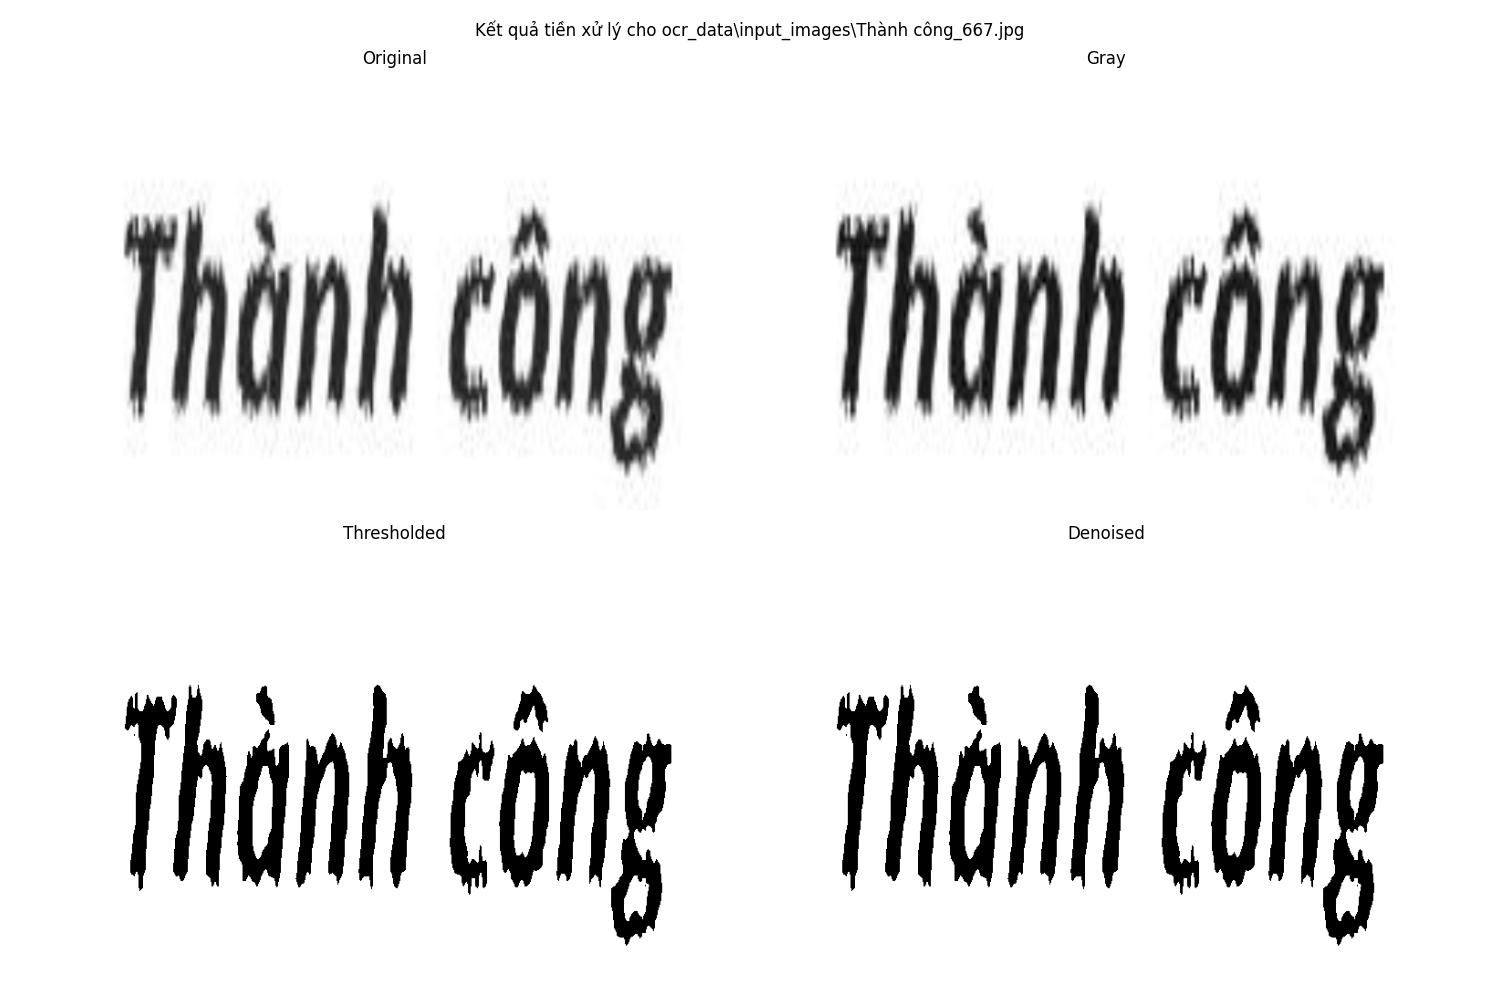 Kết quả tiền xử lý cho ocr_data\input_images\Thành công_667.jpg
Original
Gray
Thành công
Thành công
Thresholded
Denoised
Thành công
Thành công